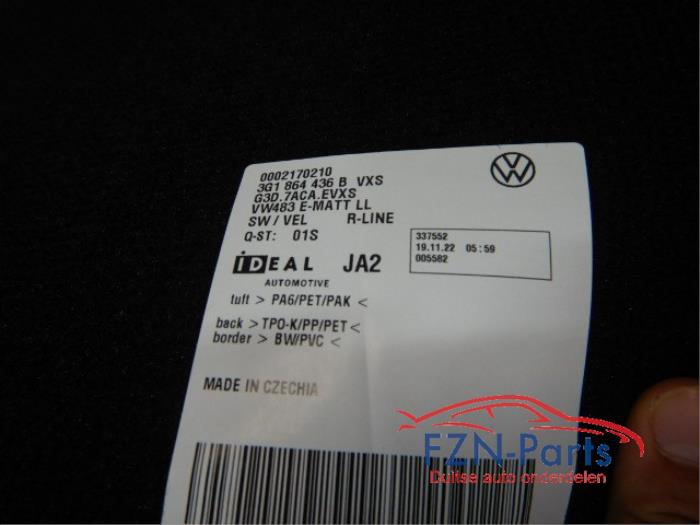 0002170210
3G1 864 436 B VXS
G3D.7ACA.EVXS
VW483 E-MATT LL
SW / VEL R-LINE
Q-ST: 01S
337552
19.11.22 05:59
005582
iDEAL JA2
AUTOMOTIVE
tuft > PA6/PET/PAK <
back > TPO-K/PP/PET <
border > BW/PVC <
MADE IN CZECHIA
FZN-Parts
Duitse auto onderdelen